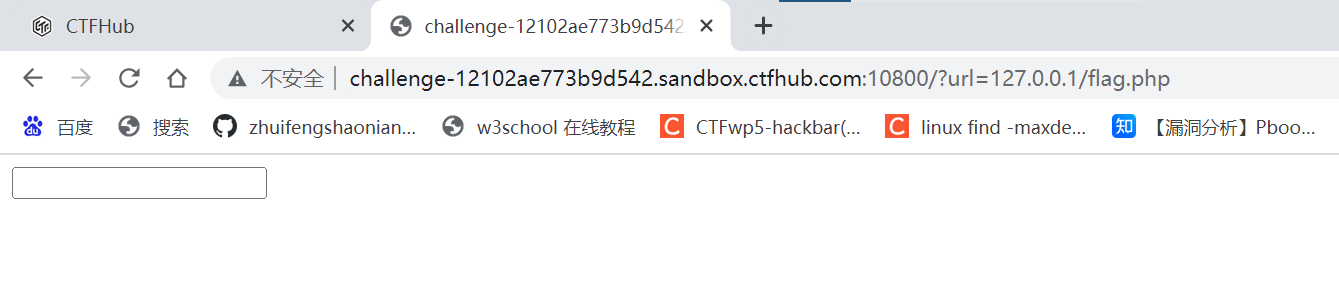 CTFHub challenge-12102ae773b9d542
不安全 challenge-12102ae773b9d542.sandbox.ctfhub.com:10800/?url=127.0.0.1/flag.php
百度 搜索 zhuifengshaonian... w3school 在线教程 CTFwp5-hackbar(... linux find -maxde... 【漏洞分析】Pboo...